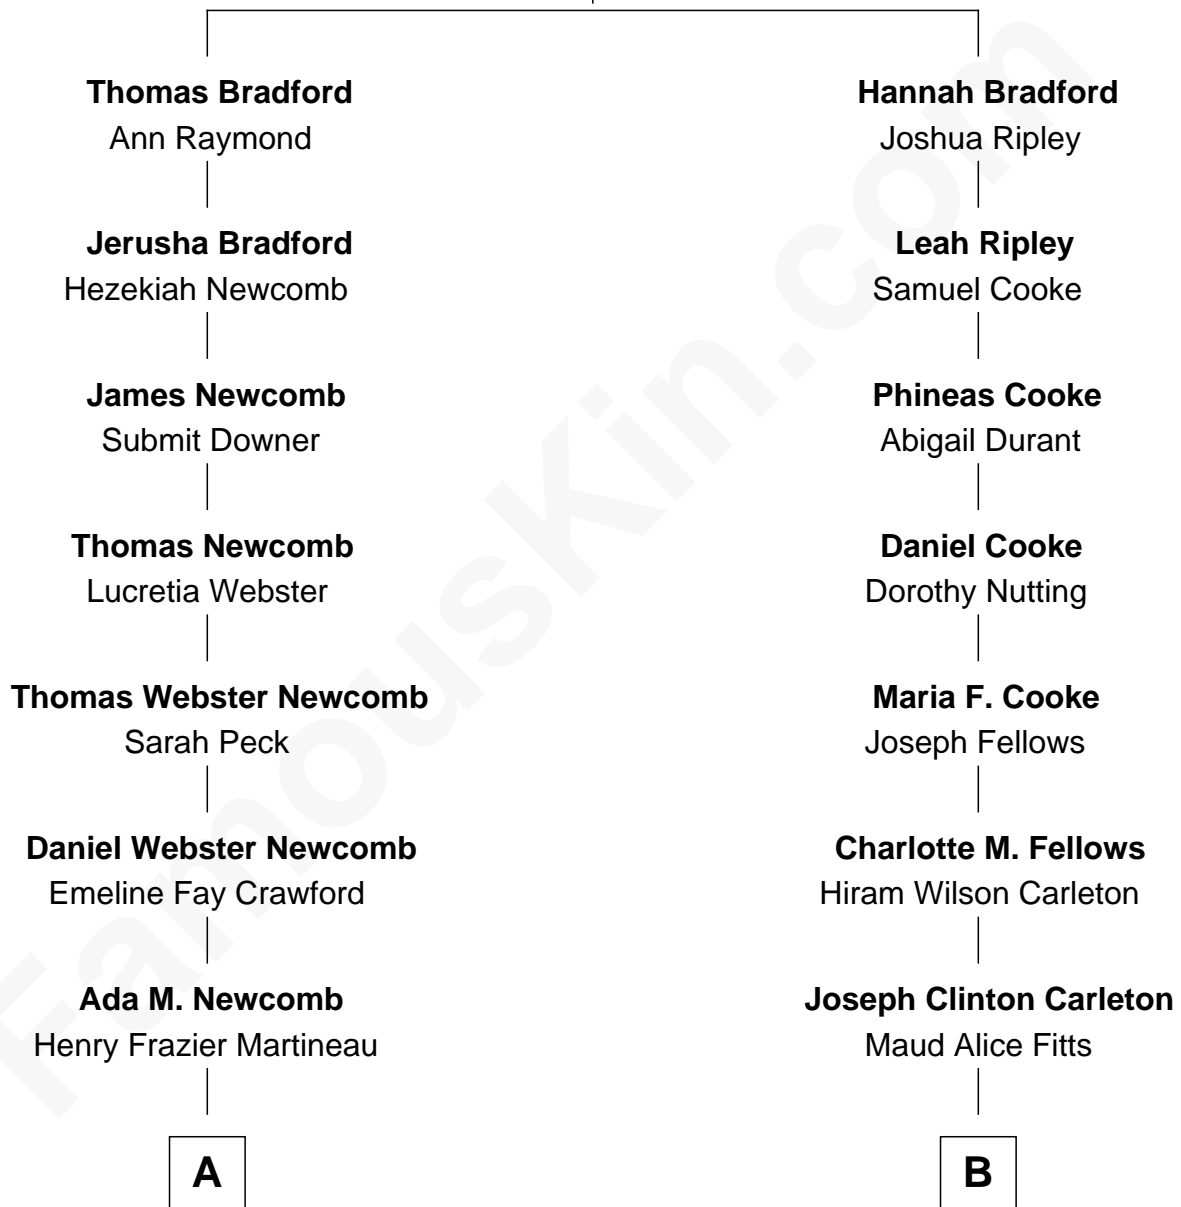 Thomas Bradford
Ann Raymond
Jerusha Bradford
Hezekiah Newcomb
James Newcomb
Submit Downer
Thomas Newcomb
Lucretia Webster
Thomas Webster Newcomb
Sarah Peck
Daniel Webster Newcomb
Emeline Fay Crawford
Ada M. Newcomb
Henry Frazier Martineau
A
Hannah Bradford
Joshua Ripley
Leah Ripley
Samuel Cooke
Phineas Cooke
Abigail Durant
Daniel Cooke
Dorothy Nutting
Maria F. Cooke
Joseph Fellows
Charlotte M. Fellows
Hiram Wilson Carleton
Joseph Clinton Carleton
Maud Alice Fitts
B
FamousKin.com